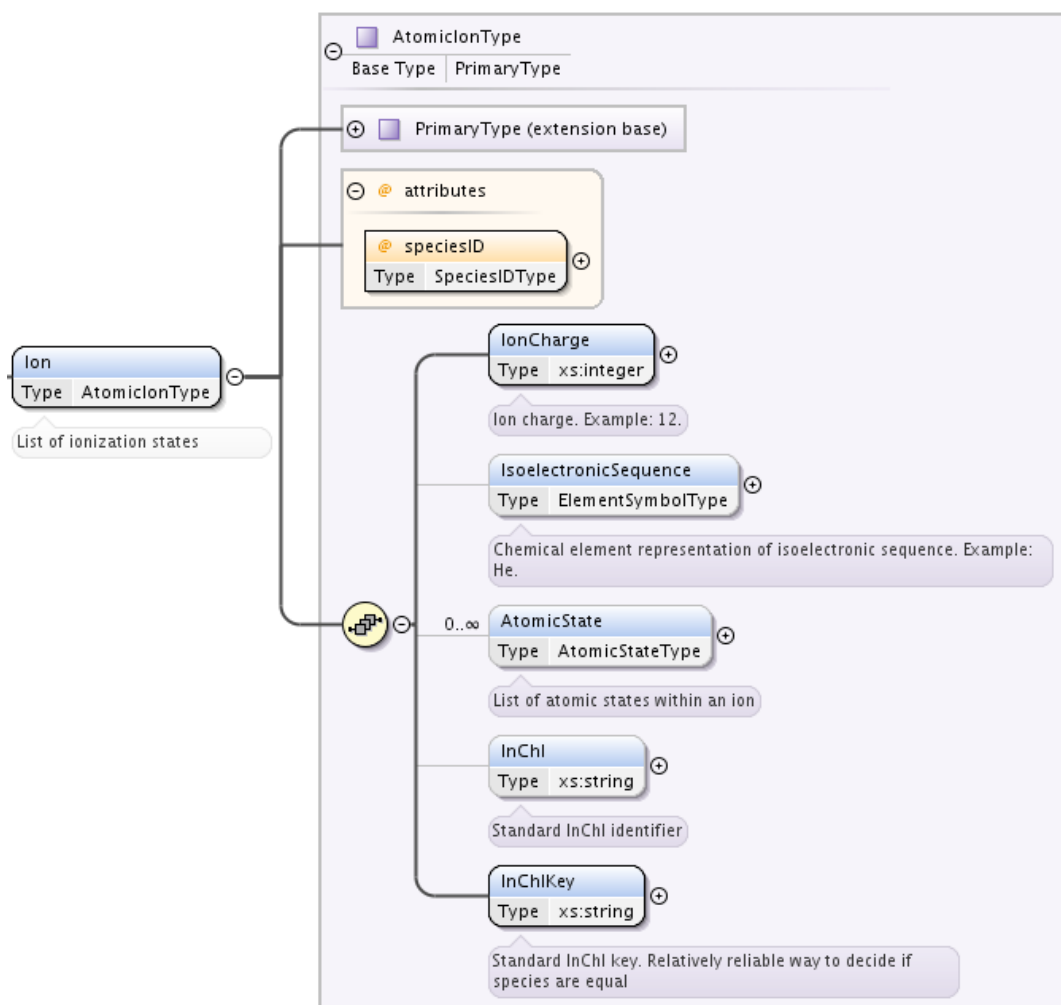 AtomicIonType
Base Type PrimaryType
PrimaryType (extension base)
@ attributes
@ speciesID
Type SpeciesIDType
Ion
Type AtomicIonType
List of ionization states
IonCharge
Type xs:integer
Ion charge. Example: 12.
IsoelectronicSequence
Type ElementSymbolType
Chemical element representation of isoelectronic sequence. Example:
He.
0..∞
AtomicState
Type AtomicStateType
List of atomic states within an ion
InChI
Type xs:string
Standard InChI identifier
InChIKey
Type xs:string
Standard InChI key. Relatively reliable way to decide if
species are equal